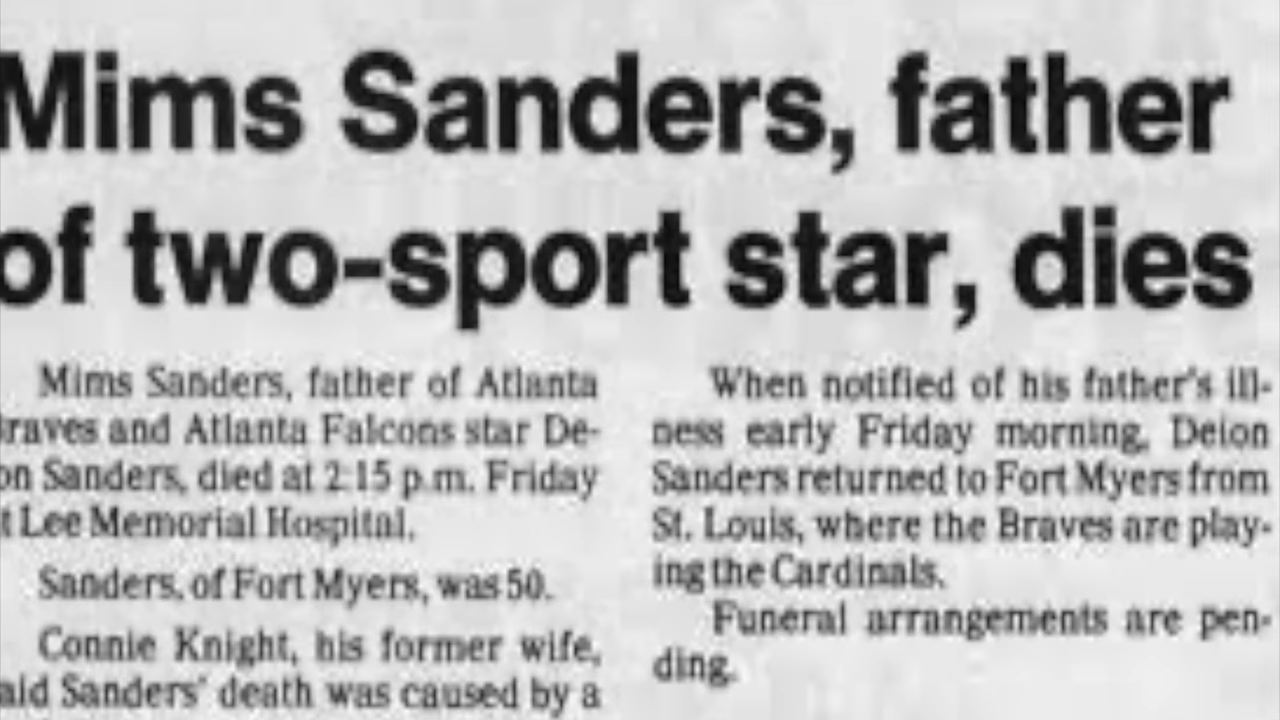 Mims Sanders, father
of two-sport star, dies
Mims Sanders, father of Atlanta
Braves and Atlanta Falcons star De-
on Sanders, died at 2:15 p.m. Friday
t Lee Memorial Hospital.
Sanders, of Fort Myers, was 50.
Connie Knight, his former wife,
aid Sanders' death was caused by a
When notified of his father's ill-
ness early Friday morning, Deion
Sanders returned to Fort Myers from
St. Louis, where the Braves are play-
ing the Cardinals.
Funeral arrangements are pen-
ding.